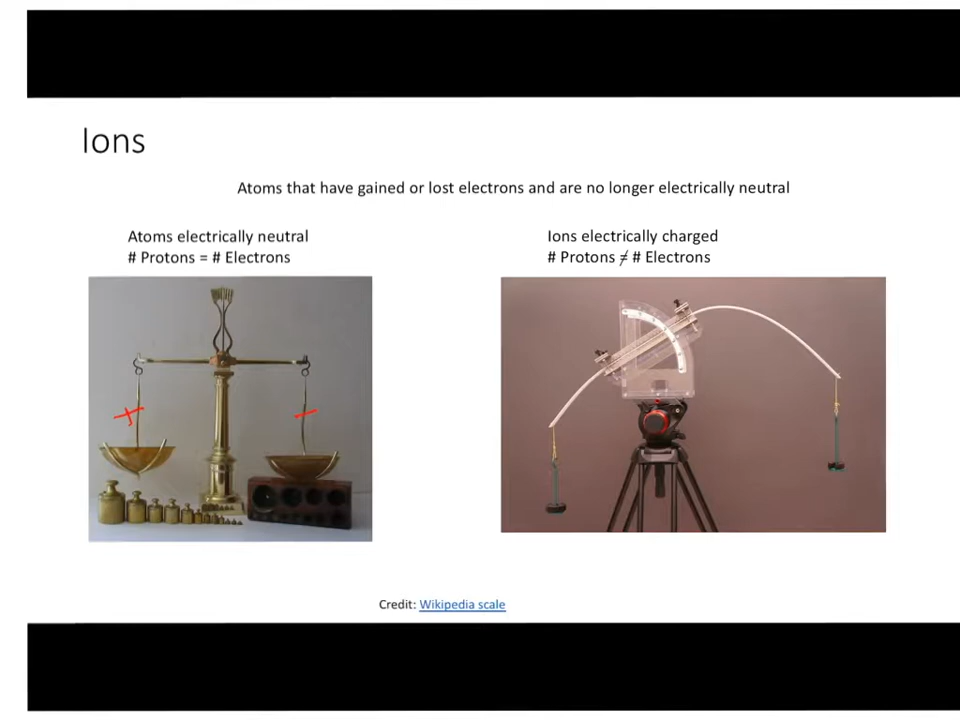 Ions
Atoms that have gained or lost electrons and are no longer electrically neutral
Atoms electrically neutral
# Protons = # Electrons
Ions electrically charged
# Protons ≠ # Electrons
+
-
Credit: Wikipedia scale